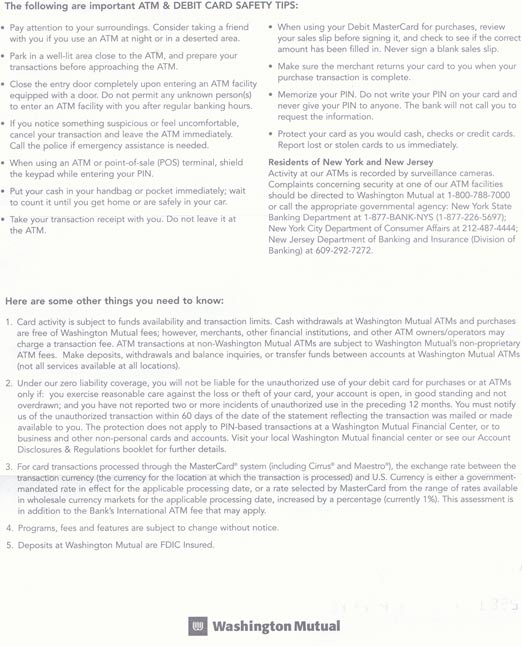 The following are important ATM & DEBIT CARD SAFETY TIPS:
• Pay attention to your surroundings. Consider taking a friend
with you if you use an ATM at night or in a deserted area.
• Park in a well-lit area close to the ATM, and prepare your
transactions before approaching the ATM.
• Close the entry door completely upon entering an ATM facility
equipped with a door. Do not permit any unknown person(s)
to enter an ATM facility with you after regular banking hours.
• If you notice something suspicious or feel uncomfortable,
cancel your transaction and leave the ATM immediately.
Call the police if emergency assistance is needed.
• When using an ATM or point-of-sale (POS) terminal, shield
the keypad while entering your PIN.
• Put your cash in your handbag or pocket immediately; wait
to count it until you get home or are safely in your car.
• Take your transaction receipt with you. Do not leave it at
the ATM.
• When using your Debit MasterCard for purchases, review
your sales slip before signing it, and check to see if the correct
amount has been filled in. Never sign a blank sales slip.
• Make sure the merchant returns your card to you when your
purchase transaction is complete.
• Memorize your PIN. Do not write your PIN on your card and
never give your PIN to anyone. The bank will not call you to
request the information.
• Protect your card as you would cash, checks or credit cards.
Report lost or stolen cards to us immediately.
Residents of New York and New Jersey
Activity at our ATMs is recorded by surveillance cameras.
Complaints concerning security at one of our ATM facilities
should be directed to Washington Mutual at 1-800-788-7000
or call the appropriate governmental agency: New York State
Banking Department at 1-877-BANK-NYS (1-877-226-5697);
New York City Department of Consumer Affairs at 212-487-4444;
New Jersey Department of Banking and Insurance (Division of
Banking) at 609-292-7272.
Here are some other things you need to know:
1. Card activity is subject to funds availability and transaction limits. Cash withdrawals at Washington Mutual ATMs and purchases
are free of Washington Mutual fees; however, merchants, other financial institutions, and other ATM owners/operators may
charge a transaction fee. ATM transactions at non-Washington Mutual ATMs are subject to Washington Mutual's non-proprietary
ATM fees. Make deposits, withdrawals and balance inquiries, or transfer funds between accounts at Washington Mutual ATMs
(not all services available at all locations).
2. Under our zero liability coverage, you will not be liable for the unauthorized use of your debit card for purchases or at ATMs
only if: you exercise reasonable care against the loss or theft of your card, your account is open, in good standing and not
overdrawn; and you have not reported two or more incidents of unauthorized use in the preceding 12 months. You must notify
us of the unauthorized transaction within 60 days of the date of the statement reflecting the transaction was mailed or made
available to you. The protection does not apply to PIN-based transactions at a Washington Mutual Financial Center, or to
business and other non-personal cards and accounts. Visit your local Washington Mutual financial center or see our Account
Disclosures & Regulations booklet for further details.
3. For card transactions processed through the MasterCard® system (including Cirrus® and Maestro®), the exchange rate between the
transaction currency (the currency for the location at which the transaction is processed) and U.S. Currency is either a government-
mandated rate in effect for the applicable processing date, or a rate selected by MasterCard from the range of rates available
in wholesale currency markets for the applicable processing date, increased by a percentage (currently 1%). This assessment is
in addition to the Bank's International ATM fee that may apply.
4. Programs, fees and features are subject to change without notice.
5. Deposits at Washington Mutual are FDIC Insured.
Washington Mutual